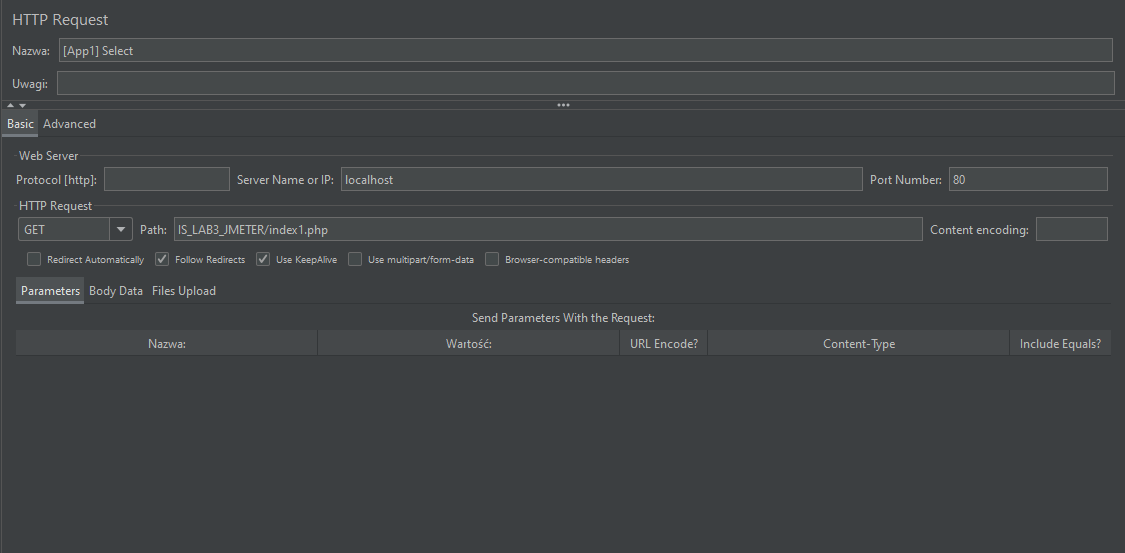 HTTP Request
Nazwa: [App1] Select
Uwagi:
Basic Advanced
Web Server
Protocol [http]: Server Name or IP: localhost Port Number: 80
HTTP Request
GET Path: IS_LAB3_JMETER/index1.php Content encoding:
Redirect Automatically Follow Redirects Use KeepAlive Use multipart/form-data Browser-compatible headers
Parameters Body Data Files Upload
Send Parameters With the Request:
Nazwa: Wartość: URL Encode? Content-Type Include Equals?